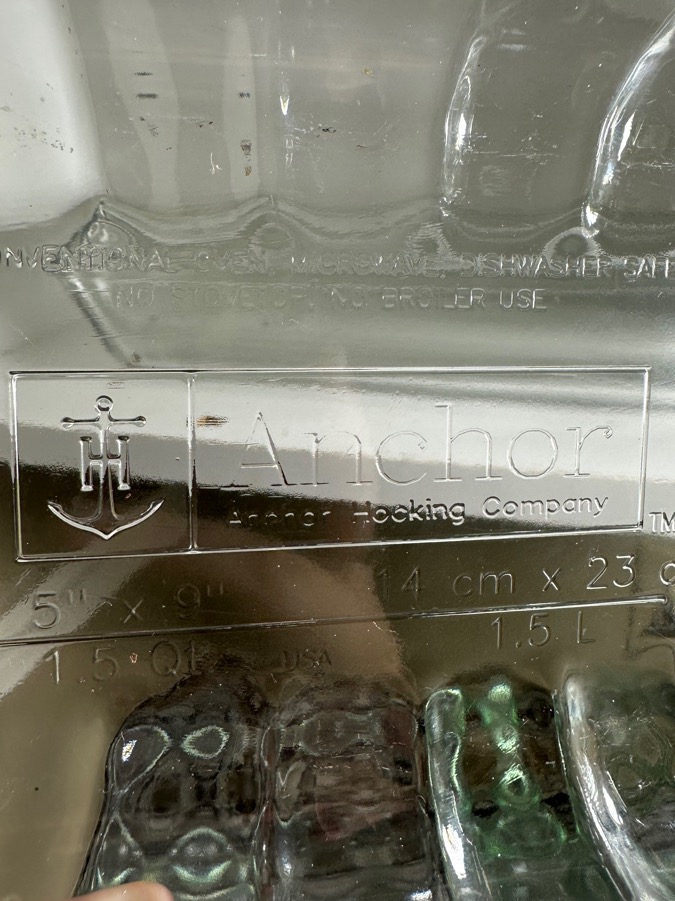 NVENTIONAL OVEN, MICROWAVE, DISHWASHER SAF
NO STOVETOP, NO BROILER USE
H
Anchor
Anchor Hocking Company
TM
5" x 9" 14 cm x 23 c
1.5 Qt 1.5 L
USA